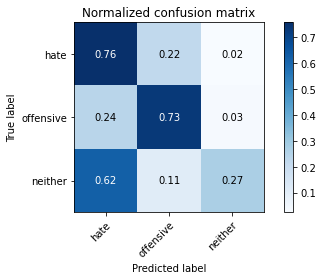 Normalized confusion matrix
True label
hate
0.76 0.22 0.02
offensive
0.24 0.73 0.03
neither
0.62 0.11 0.27
hate
offensive
neither
Predicted label
0.7
0.6
0.5
0.4
0.3
0.2
0.1